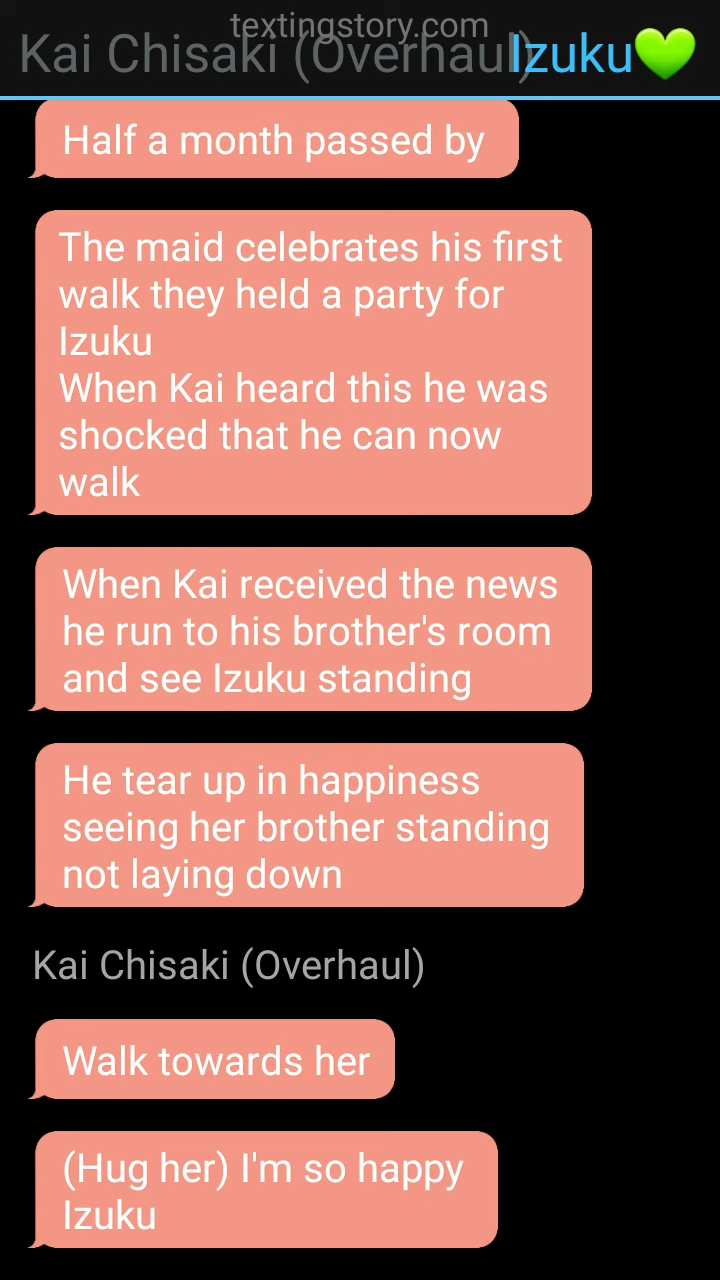 textingstory.com
Kai Chisaki (Overhaul)
Izuku💚
Half a month passed by
The maid celebrates his first
walk they held a party for
Izuku
When Kai heard this he was
shocked that he can now
walk
When Kai received the news
he run to his brother's room
and see Izuku standing
He tear up in happiness
seeing her brother standing
not laying down
Kai Chisaki (Overhaul)
Walk towards her
(Hug her) I'm so happy
Izuku